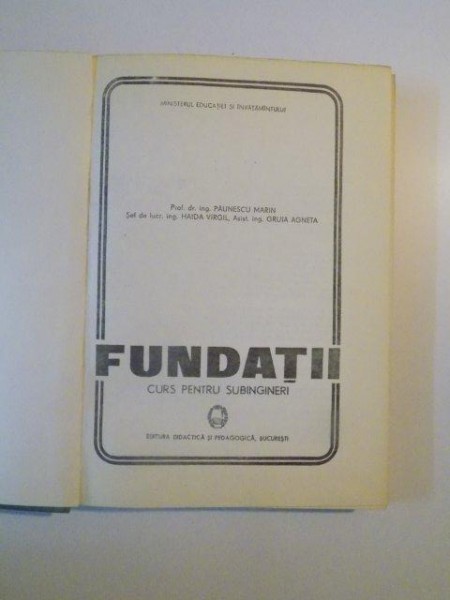 MINISTERUL EDUCAȚIEI ȘI ÎNVĂȚĂMÎNTULUI
Prof. dr. ing. PĂUNESCU MARIN
Șef de lucr. ing. HAIDA VIRGIL, Asist. ing. GRUIA AGNETA
FUNDAȚII
CURS PENTRU SUBINGINERI
EDITURA DIDACTICĂ ȘI PEDAGOGICĂ, BUCUREȘTI